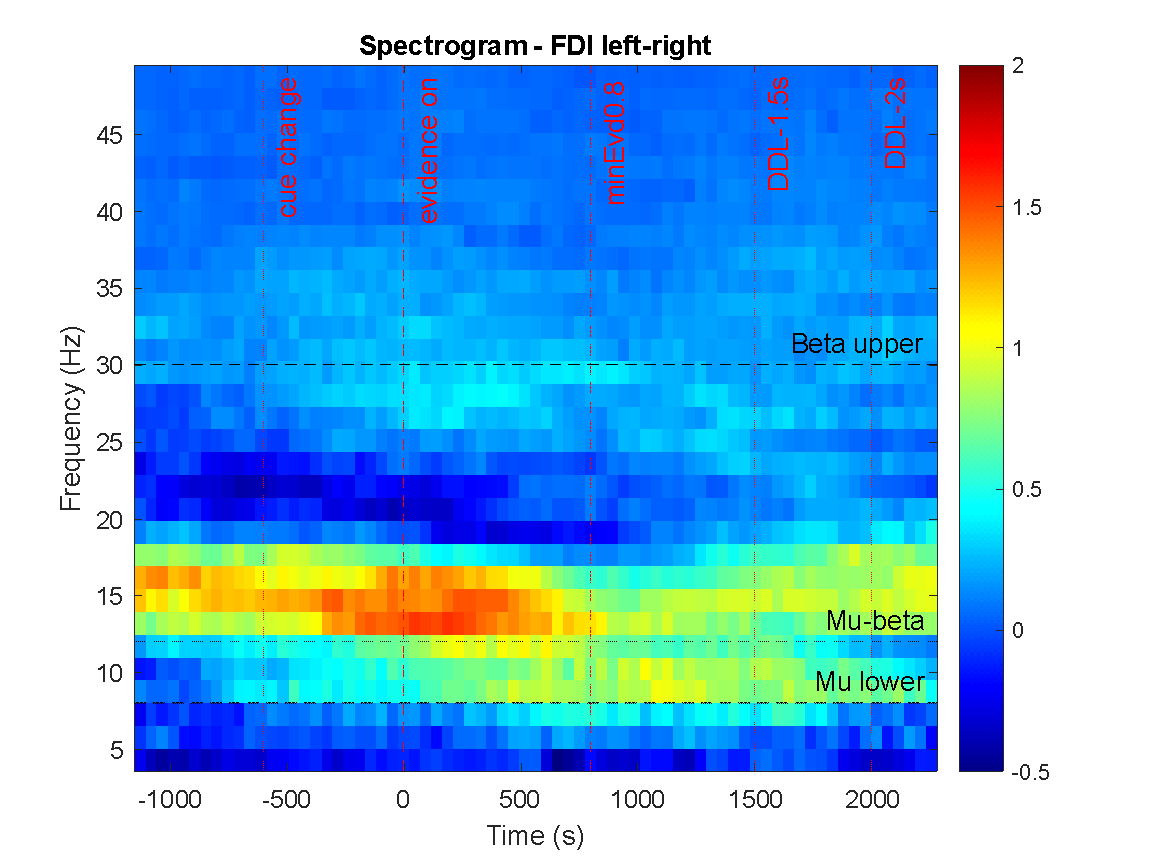 Spectrogram - FDI left-right
cue change
evidence on
minEvd0.8
DDL-1.5s
DDL-2s
Beta upper
Mu-beta
Mu lower
Frequency (Hz)
45
40
35
30
25
20
15
10
5
-1000
-500
0
500
1000
1500
2000
Time (s)
2
1.5
1
0.5
0
-0.5